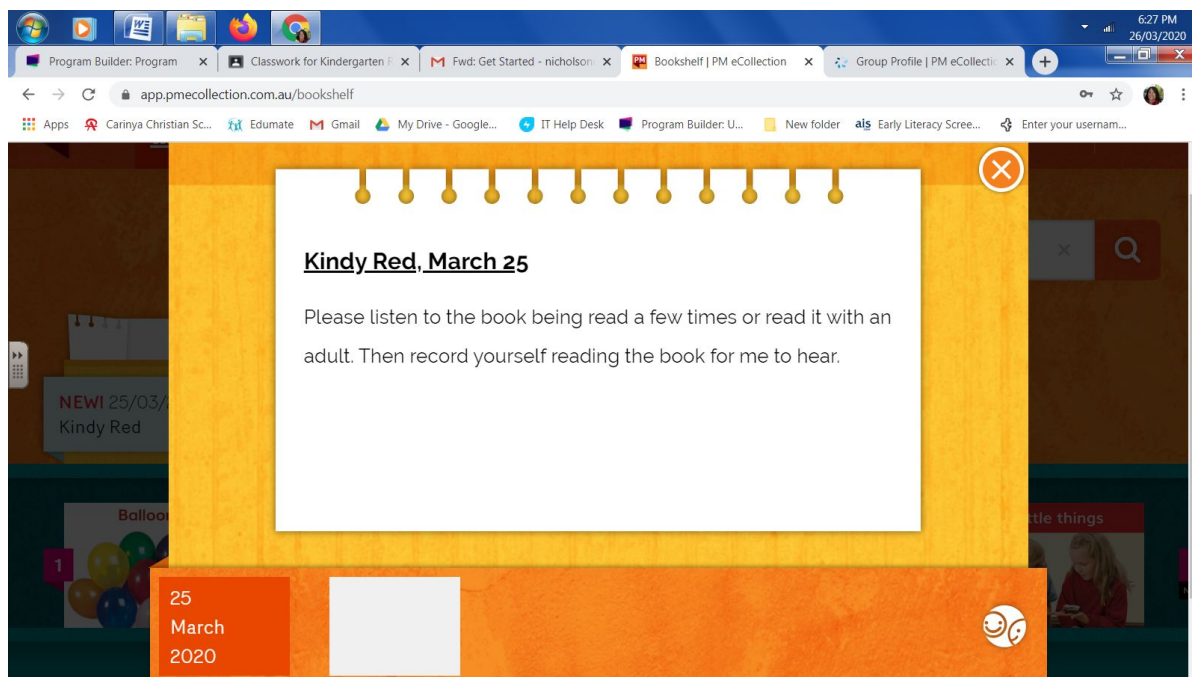 6:27 PM
26/03/2020
Program Builder: Program
Classwork for Kindergarten
Fwd: Get Started - nicholson
Bookshelf | PM eCollection
Group Profile | PM eCollectio
app.pmecollection.com.au/bookshelf
Apps
Carinya Christian Sc...
Edumate
Gmail
My Drive - Google...
IT Help Desk
Program Builder: U...
New folder
ais Early Literacy Scree...
Enter your usernam...
Kindy Red, March 25
Please listen to the book being read a few times or read it with an
adult. Then record yourself reading the book for me to hear.
NEW! 25/03/
Kindy Red
Balloo
ttle things
1
25
March
2020